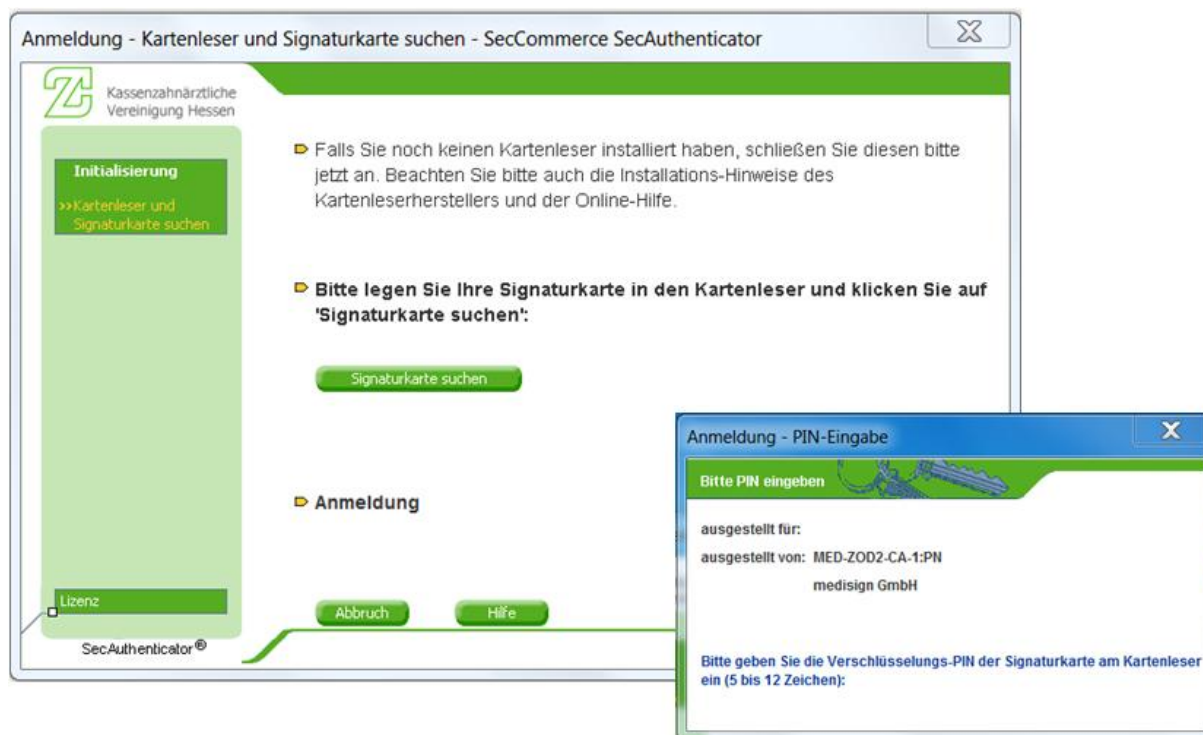 Anmeldung - Kartenleser und Signaturkarte suchen - SecCommerce SecAuthenticator
Kassenzahnärztliche
Vereinigung Hessen
Initialisierung
>>Kartenleser und
Signaturkarte suchen
Falls Sie noch keinen Kartenleser installiert haben, schließen Sie diesen bitte
jetzt an. Beachten Sie bitte auch die Installations-Hinweise des
Kartenleserherstellers und der Online-Hilfe.
Bitte legen Sie Ihre Signaturkarte in den Kartenleser und klicken Sie auf
'Signaturkarte suchen':
Signaturkarte suchen
Anmeldung
Abbruch
Hilfe
Lizenz
SecAuthenticator®
Anmeldung - PIN-Eingabe
Bitte PIN eingeben
ausgestellt für:
ausgestellt von: MED-ZOD2-CA-1:PN
medisign GmbH
Bitte geben Sie die Verschlüsselungs-PIN der Signaturkarte am Kartenleser
ein (5 bis 12 Zeichen):